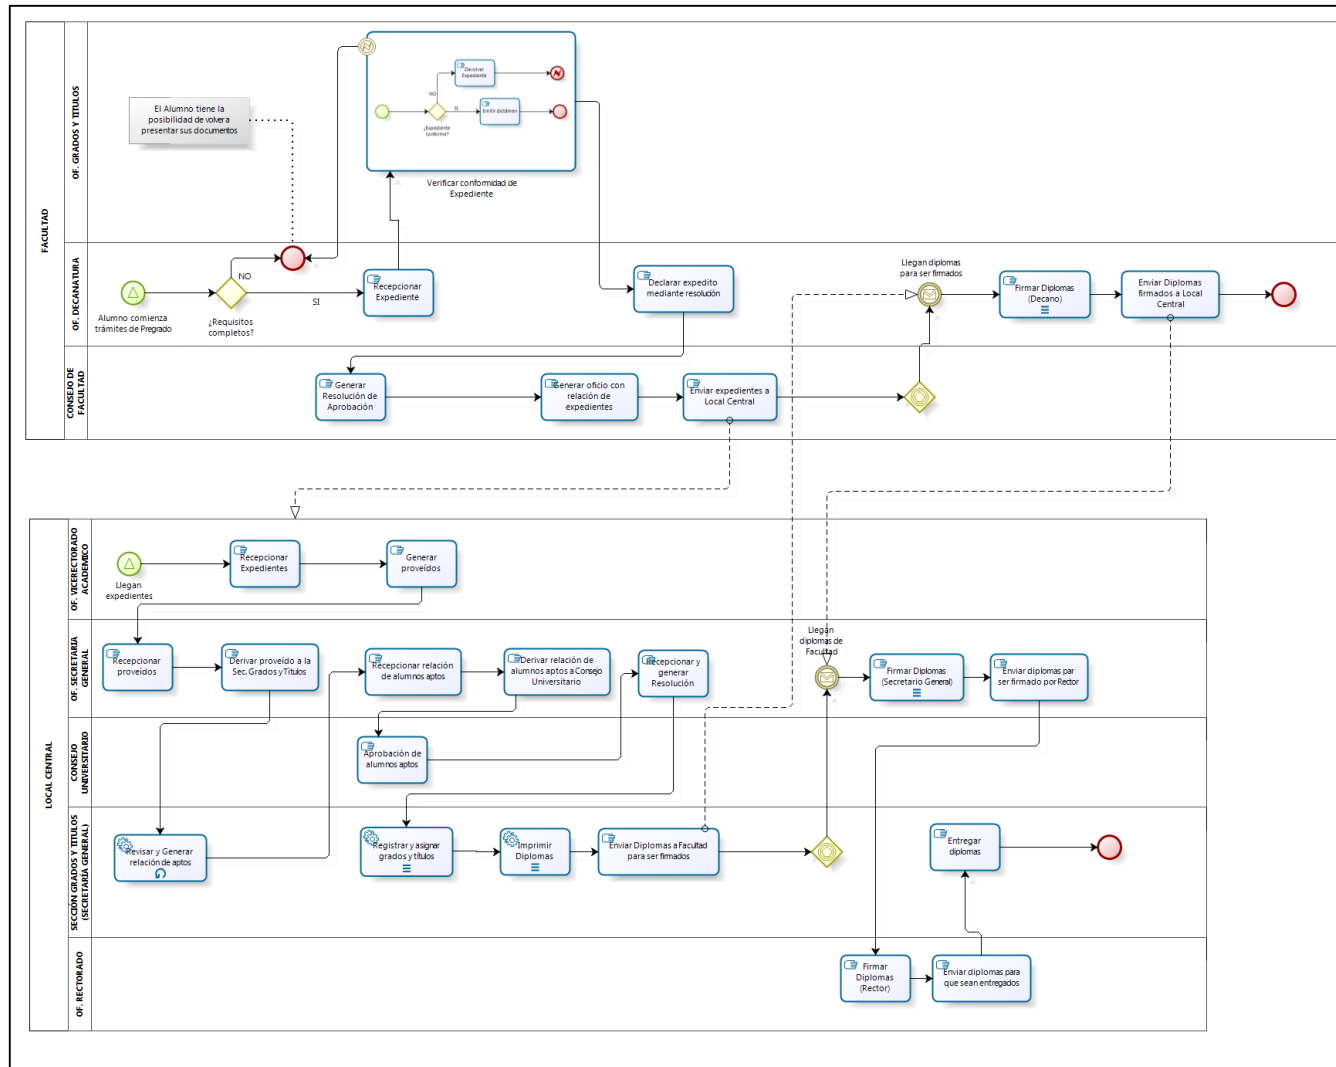 FACULTAD
OF. GRADOS Y TITULOS
El Alumno tiene la
posibilidad de volver a
presentar sus documentos
Devolver
Expediente
NO
SI
Emitir dictámen
¿Expediente
conforme?
Verificar conformidad de
Expediente
OF. DECANATURA
Alumno comienza
trámites de Pregrado
NO
SI
¿Requisitos
completos?
Recepcionar
Expediente
Declarar expedito
mediante resolución
Llegan diplomas
para ser firmados
Firmar Diplomas
(Decano)
Enviar Diplomas
firmados a Local
Central
CONSEJO DE
FACULTAD
Generar
Resolución de
Aprobación
Generar oficio con
relación de
expedientes
Enviar expedientes a
Local Central
LOCAL CENTRAL
OF. VICERECTORADO
ACADEMICO
Llegan
expedientes
Recepcionar
Expedientes
Generar
proveídos
OF. SECRETARIA
GENERAL
Recepcionar
proveidos
Derivar proveído a la
Sec. Grados y Titulos
Recepcionar relación
de alumnos aptos
Derivar relación de
alumnos aptos a Consejo
Universitario
Recepcionar y
generar
Resolución
Llegan
diplomas de
Facultad
Firmar Diplomas
(Secretario General)
Enviar diplomas par
ser firmado por Rector
CONSEJO
UNIVERSITARIO
Aprobación de
alumnos aptos
SECCIÓN GRADOS Y TITULOS
(SECRETARÍA GENERAL)
Revisar y Generar
relación de aptos
Registrar y asignar
grados y títulos
Imprimir
Diplomas
Enviar Diplomas a Facultad
para ser firmados
Entregar
diplomas
OF. RECTORADO
Firmar
Diplomas
(Rector)
Enviar diplomas para
que sean entregados